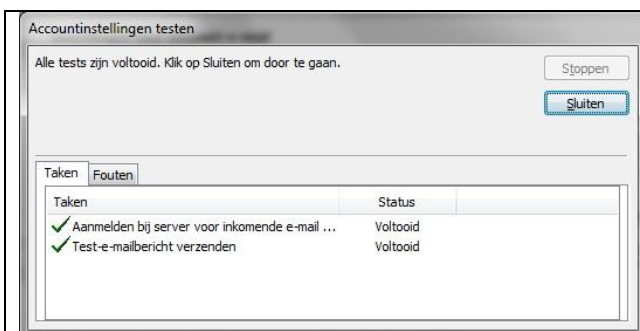 Accountinstellingen testen
Alle tests zijn voltooid. Klik op Sluiten om door te gaan.
Stoppen
Sluiten
Taken Fouten
Taken Status
Aanmelden bij server voor inkomende e-mail ... Voltooid
Test-e-mailbericht verzenden Voltooid